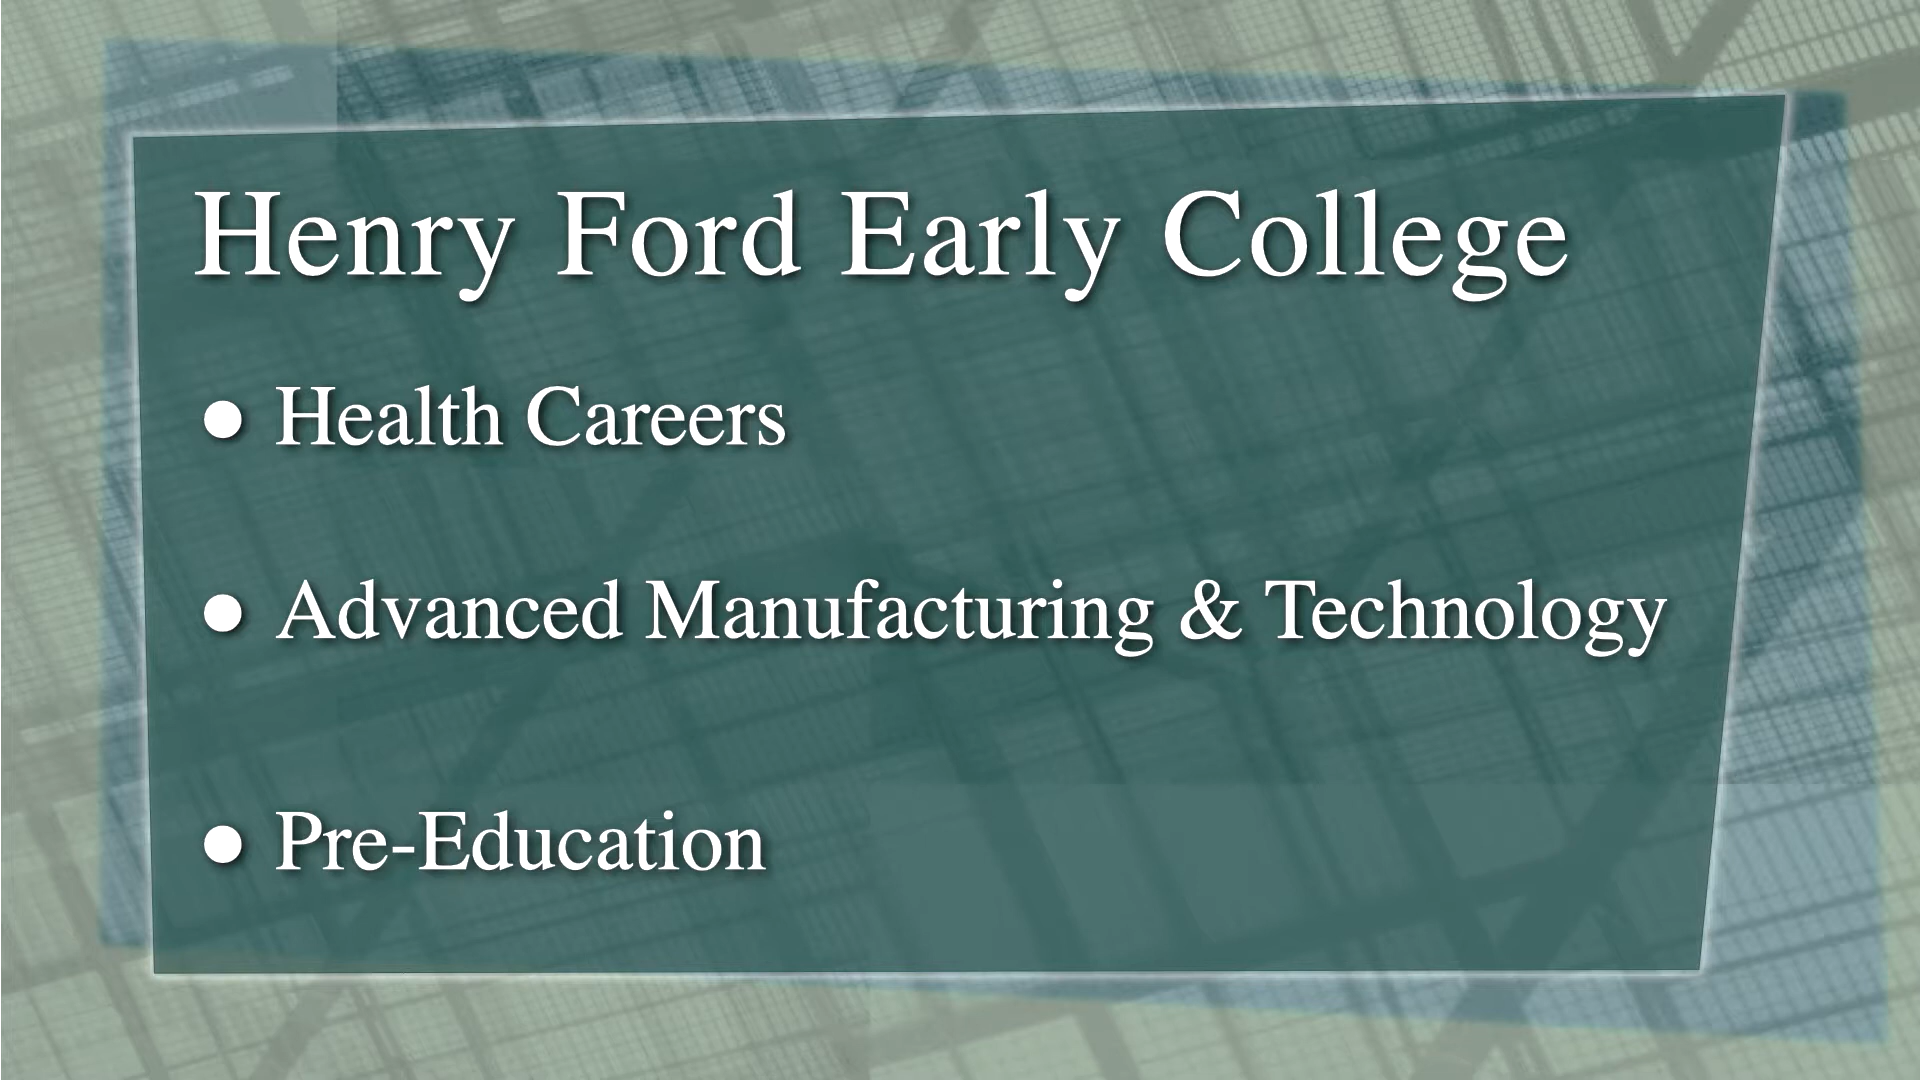 Henry Ford Early College
● Health Careers
● Advanced Manufacturing & Technology
● Pre-Education